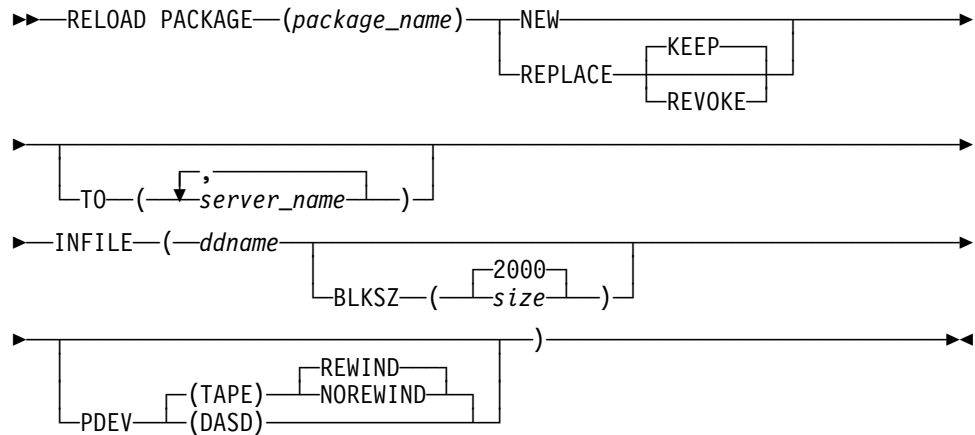 RELOAD PACKAGE (package_name) NEW
REPLACE KEEP
REVOKE
TO ( , server_name )
INFILE ( ddname
BLKSZ ( 2000
size )
PDEV (TAPE) REWIND
NOREWIND
(DASD)
)